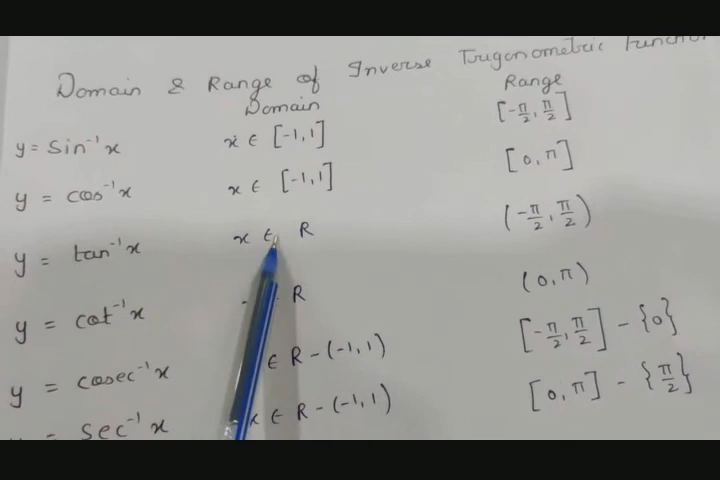 Domain & Range of Inverse Trigonometric Function
Domain Range
y = sin⁻¹x x ∈ [-1,1] [-π/2, π/2]
y = cos⁻¹x x ∈ [-1,1] [0, π]
y = tan⁻¹x x ∈ R (-π/2, π/2)
y = cot⁻¹x R (0, π)
y = cosec⁻¹x ∈ R - (-1,1) [-π/2, π/2] - {0}
sec⁻¹x x ∈ R - (-1,1) [0, π] - {π/2}